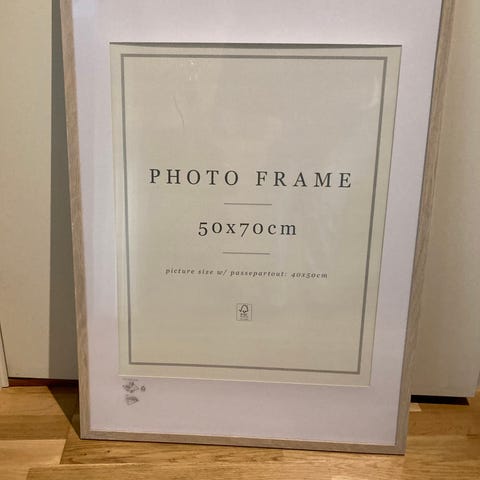 PHOTO FRAME
50x70cm
picture size w/ passepartout: 40x50cm